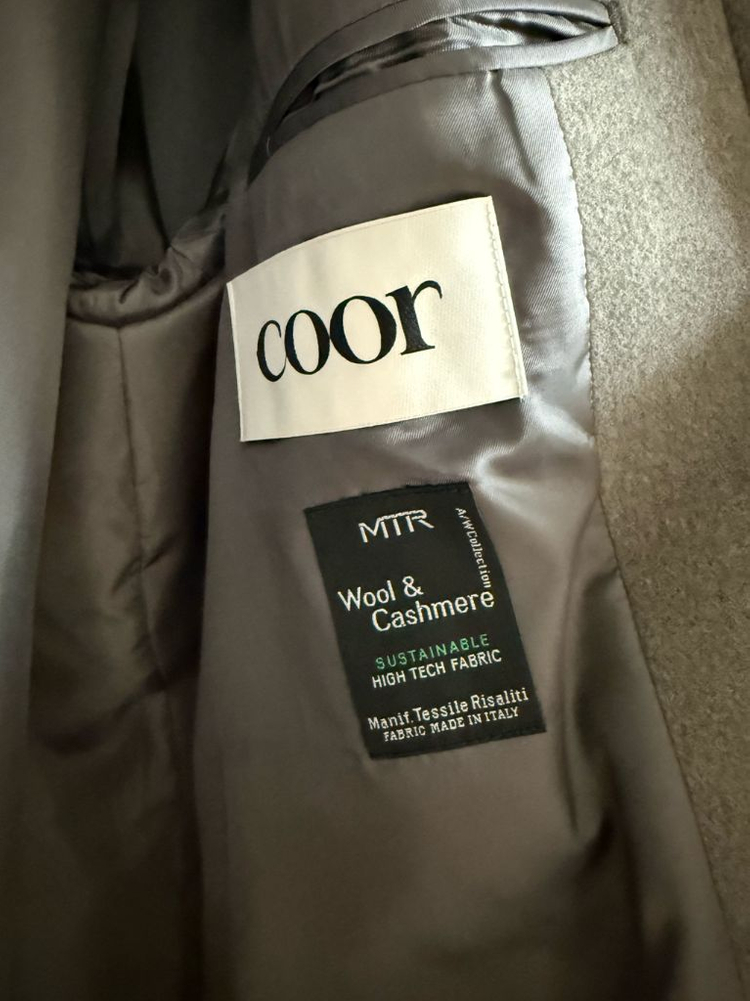 coor
MTR
A/W Collection
Wool &
Cashmere
SUSTAINABLE
HIGH TECH FABRIC
Manif. Tessile Risaliti
FABRIC MADE IN ITALY